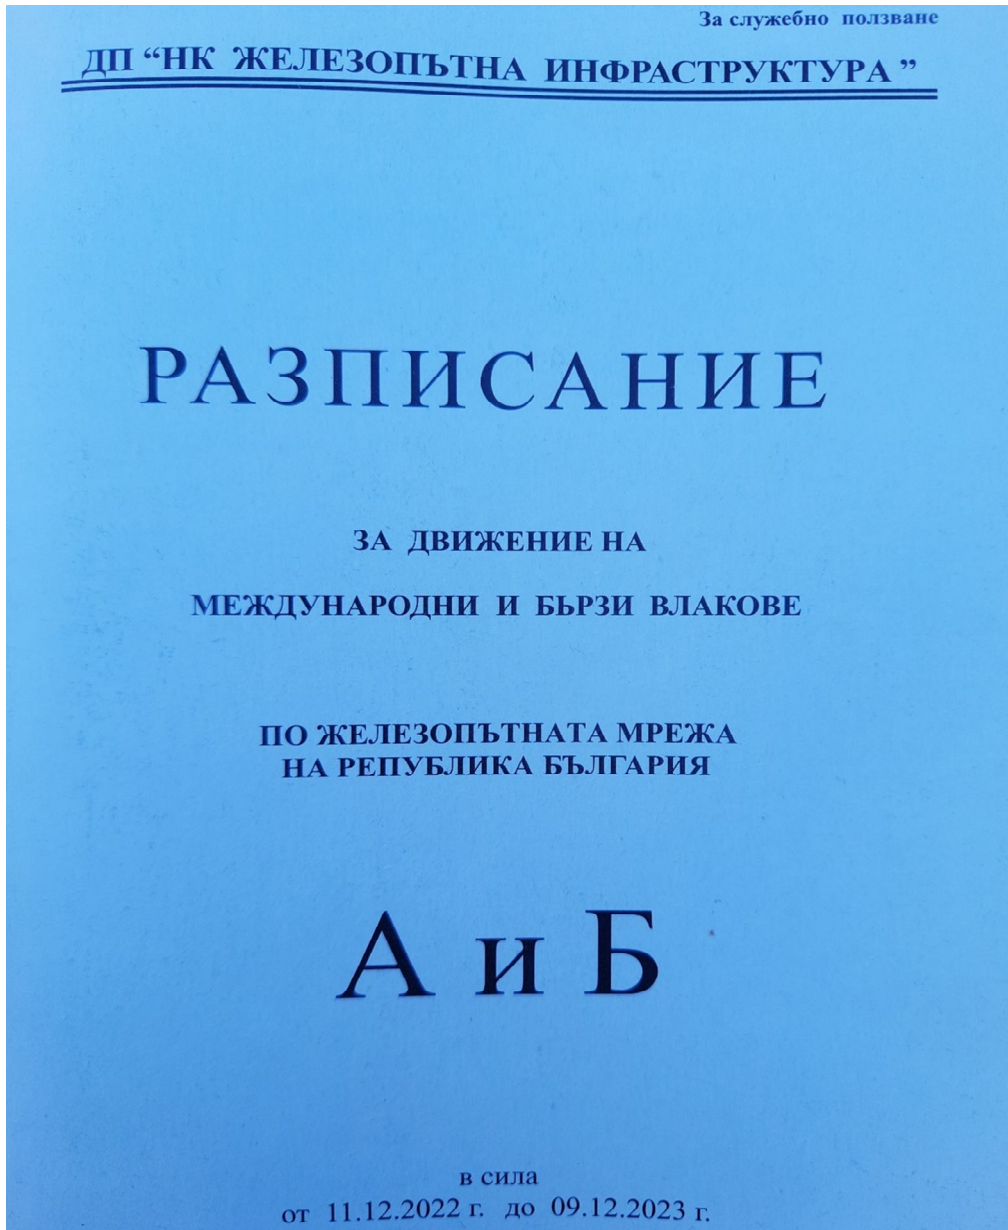 За служебно ползване
ДП “НК ЖЕЛЕЗОПЪТНА ИНФРАСТРУКТУРА”
РАЗПИСАНИЕ
ЗА ДВИЖЕНИЕ НА
МЕЖДУНАРОДНИ И БЪРЗИ ВЛАКОВЕ
ПО ЖЕЛЕЗОПЪТНАТА МРЕЖА
НА РЕПУБЛИКА БЪЛГАРИЯ
А и Б
в сила
от 11.12.2022 г. до 09.12.2023 г.